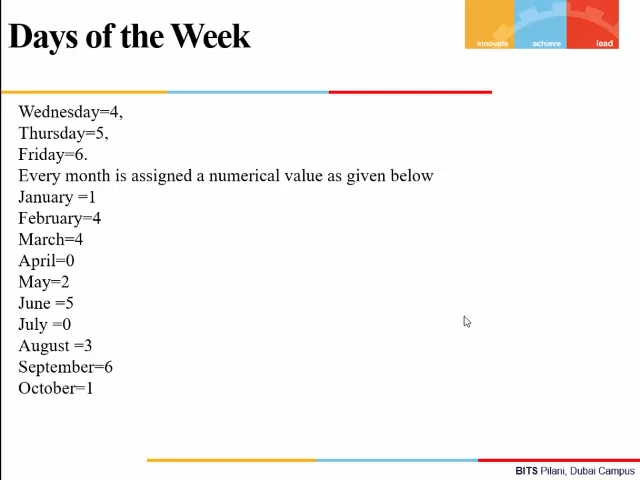 Days of the Week
innovate achieve lead
Wednesday=4,
Thursday=5,
Friday=6.
Every month is assigned a numerical value as given below
January =1
February=4
March=4
April=0
May=2
June =5
July =0
August =3
September=6
October=1
BITS Pilani, Dubai Campus